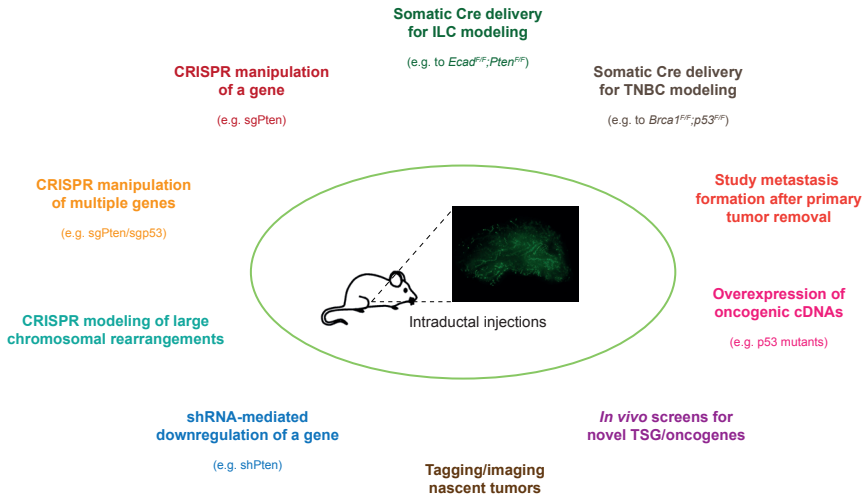 Somatic Cre delivery
for ILC modeling
(e.g. to Ecad^F/F;Pten^F/F)
CRISPR manipulation
of a gene
(e.g. sgPten)
Somatic Cre delivery
for TNBC modeling
(e.g. to Brca1^F/F;p53^F/F)
CRISPR manipulation
of multiple genes
(e.g. sgPten/sgp53)
Study metastasis
formation after primary
tumor removal
CRISPR modeling of large
chromosomal rearrangements
Intraductal injections
Overexpression of
oncogenic cDNAs
(e.g. p53 mutants)
shRNA-mediated
downregulation of a gene
(e.g. shPten)
In vivo screens for
novel TSG/oncogenes
Tagging/imaging
nascent tumors